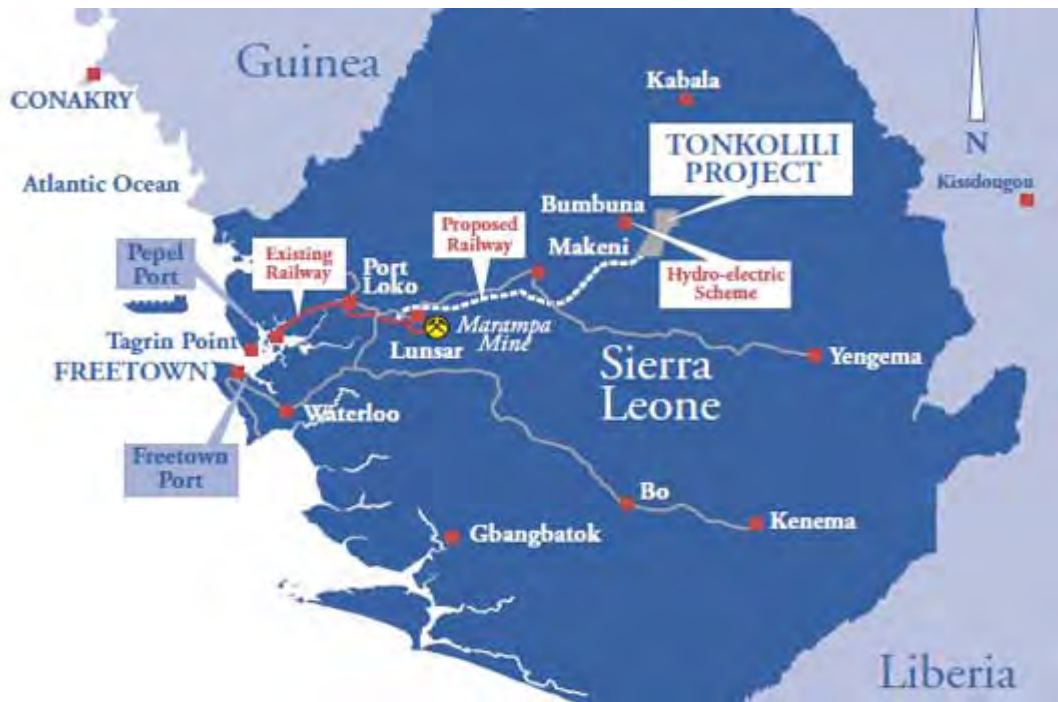 Guinea
Kabala
CONAKRY
TONKOLILI
PROJECT
N
Atlantic Ocean
Kissdougou
Bumbuna
Proposed
Railway
Makeni
Pepel
Port
Existing
Railway
Port
Loko
Hydro-electric
Scheme
Marampa
Mine
Tagrin Point
Lunsar
FREETOWN
Sierra
Leone
Yengema
Waterloo
Freetown
Port
Bo
Kenema
Gbangbatok
Liberia